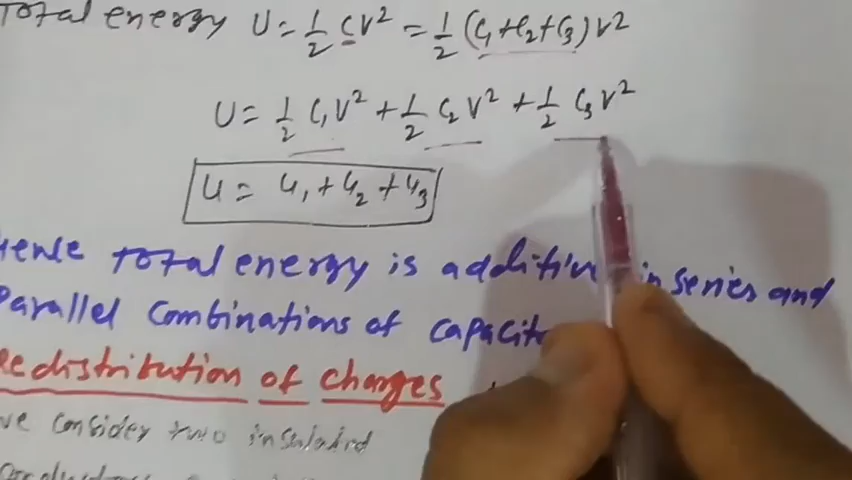 Total energy U = 1/2 CV² = 1/2 (C₁+C₂+C₃)V²
U = 1/2 C₁V² + 1/2 C₂V² + 1/2 C₃V²
U = U₁ + U₂ + U₃
Hence total energy is additive in series and
Parallel Combinations of
Redistribution of Charges
we consider two insulated